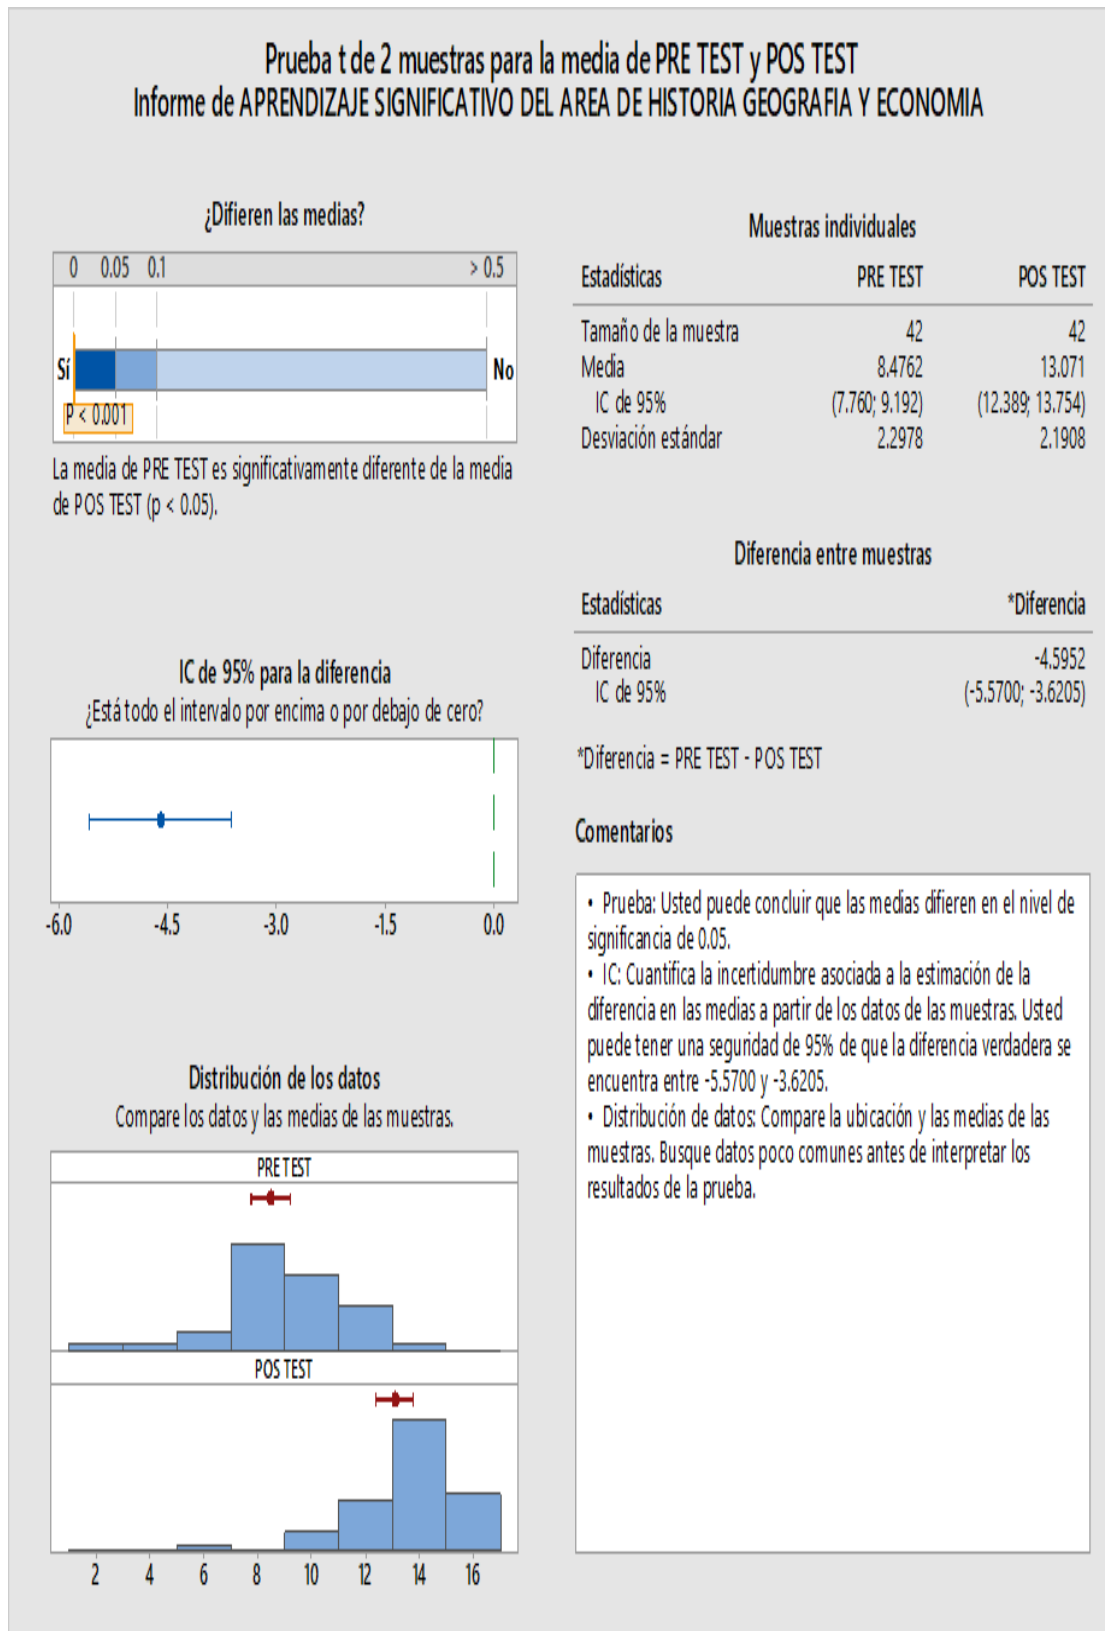 Prueba t de 2 muestras para la media de PRE TEST y POS TEST
Informe de APRENDIZAJE SIGNIFICATIVO DEL AREA DE HISTORIA GEOGRAFIA Y ECONOMIA
¿Difieren las medias?
0 0.05 0.1 > 0.5
Sí No
P < 0.001
La media de PRE TEST es significativamente diferente de la media
de POS TEST (p < 0.05).
IC de 95% para la diferencia
¿Está todo el intervalo por encima o por debajo de cero?
-6.0 -4.5 -3.0 -1.5 0.0
Distribución de los datos
Compare los datos y las medias de las muestras.
PRE TEST
POS TEST
2 4 6 8 10 12 14 16
Muestras individuales
Estadísticas PRE TEST POS TEST
Tamaño de la muestra 42 42
Media 8.4762 13.071
IC de 95% (7.760; 9.192) (12.389; 13.754)
Desviación estándar 2.2978 2.1908
Diferencia entre muestras
Estadísticas *Diferencia
Diferencia -4.5952
IC de 95% (-5.5700; -3.6205)
*Diferencia = PRE TEST - POS TEST
Comentarios
• Prueba: Usted puede concluir que las medias difieren en el nivel de
significancia de 0.05.
• IC: Cuantifica la incertidumbre asociada a la estimación de la
diferencia en las medias a partir de los datos de las muestras. Usted
puede tener una seguridad de 95% de que la diferencia verdadera se
encuentra entre -5.5700 y -3.6205.
• Distribución de datos: Compare la ubicación y las medias de las
muestras. Busque datos poco comunes antes de interpretar los
resultados de la prueba.